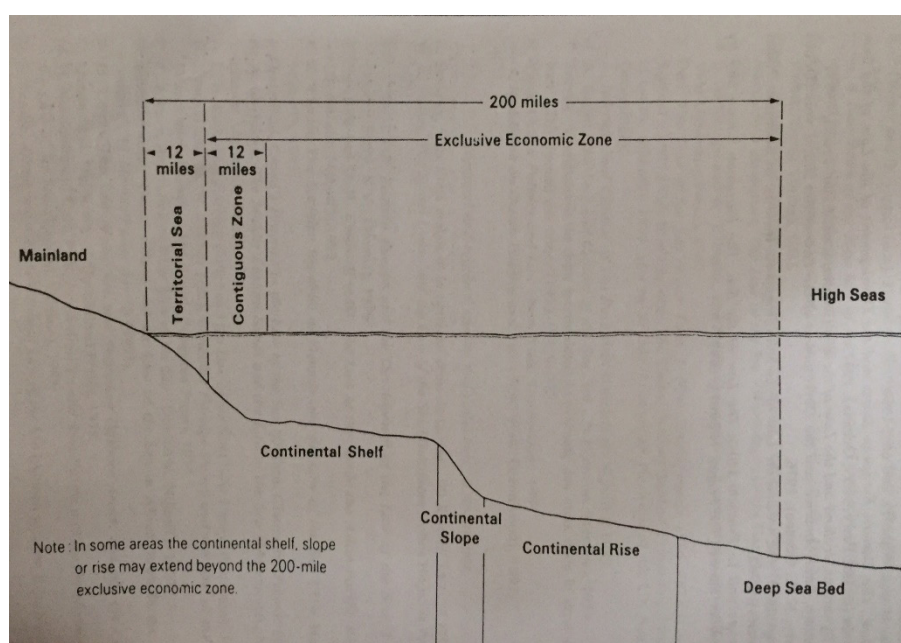 200 miles
Exclusive Economic Zone
12
miles
12
miles
Territorial Sea
Contiguous Zone
Mainland
High Seas
Continental Shelf
Continental
Slope
Continental Rise
Deep Sea Bed
Note: In some areas the continental shelf, slope
or rise may extend beyond the 200-mile
exclusive economic zone.